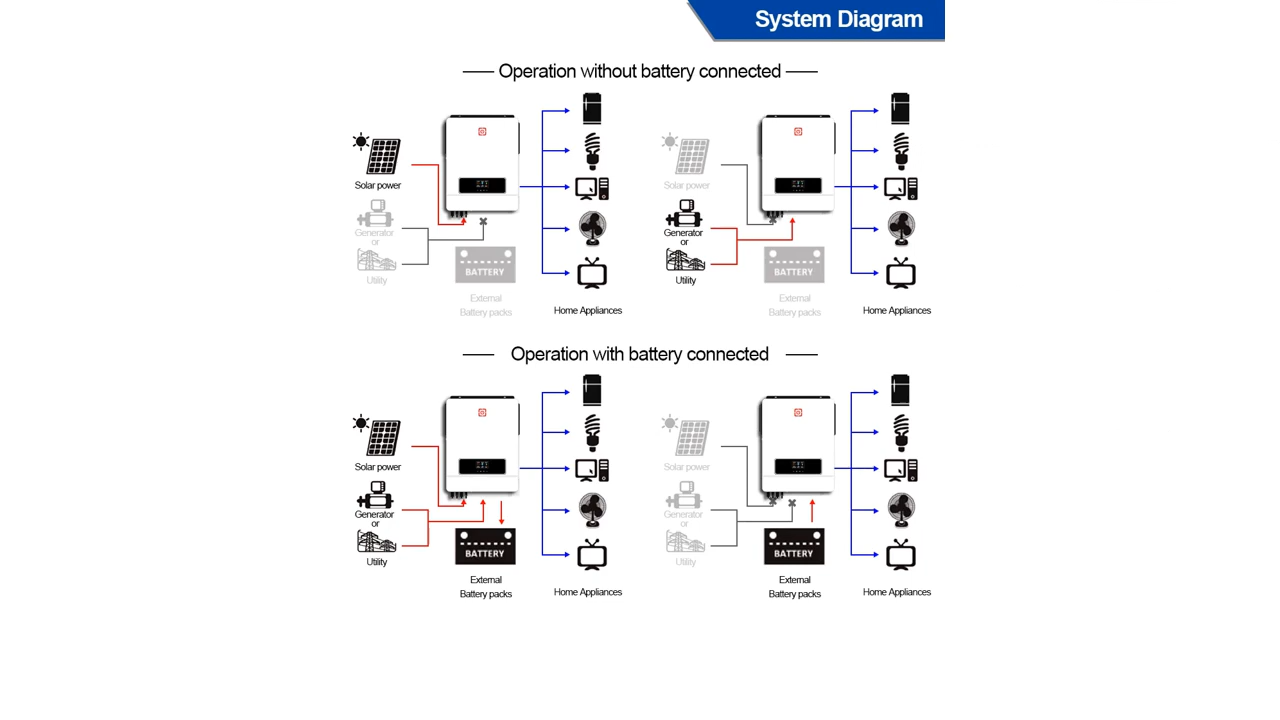 System Diagram
Operation without battery connected
Solar power
Generator
or
Utility
BATTERY
External
Battery packs
Home Appliances
Solar power
Generator
or
Utility
BATTERY
External
Battery packs
Home Appliances
Operation with battery connected
Solar power
Generator
or
Utility
BATTERY
External
Battery packs
Home Appliances
Solar power
Generator
or
Utility
BATTERY
External
Battery packs
Home Appliances